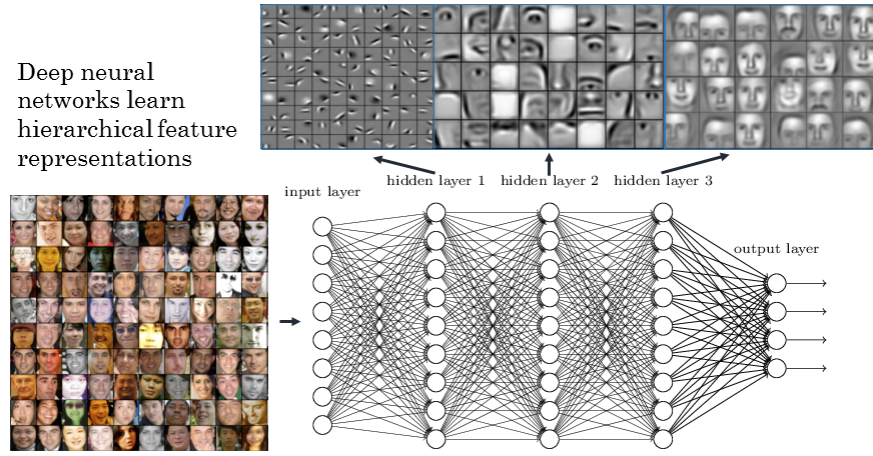 Deep neural
networks learn
hierarchical feature
representations
input layer
hidden layer 1
hidden layer 2
hidden layer 3
output layer